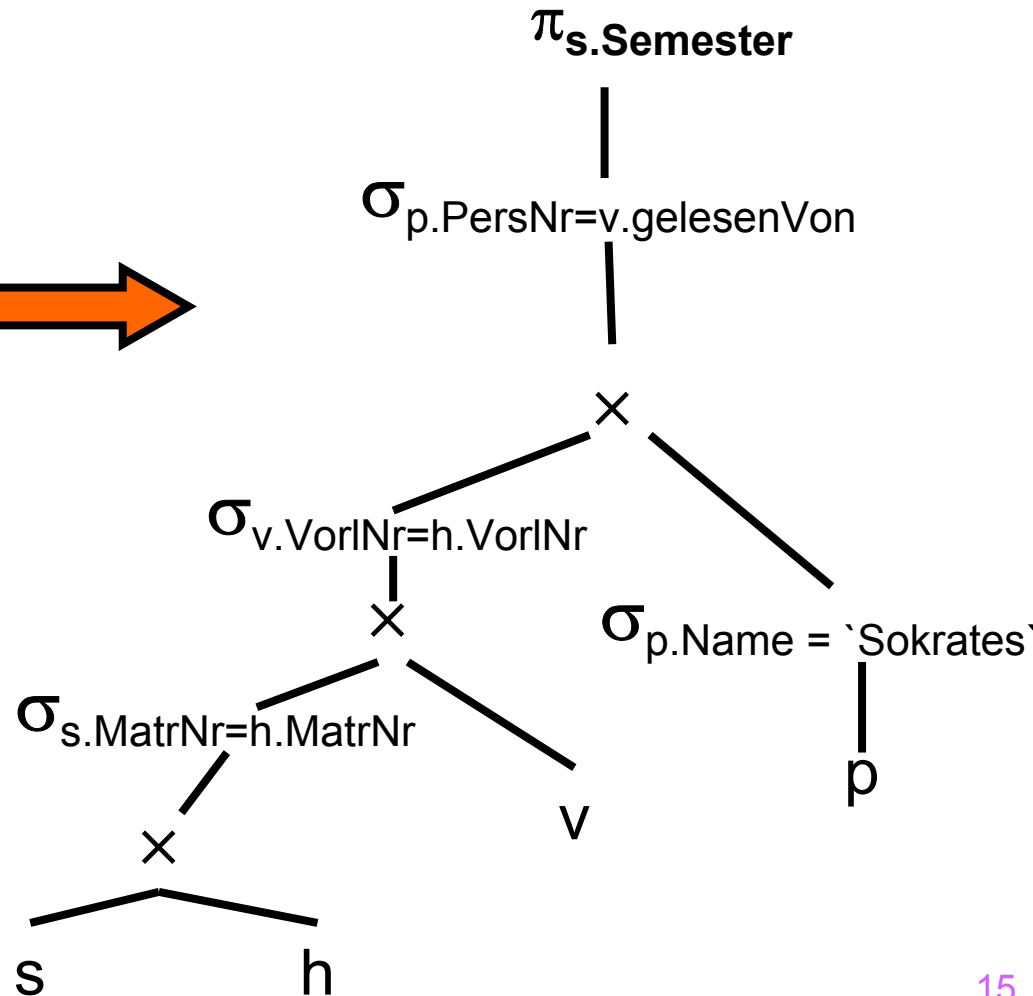 πs.Semester
σp.PersNr=v.gelesenVon
×
σv.VorlNr=h.VorlNr
×
σp.Name = `Sokrates`
σs.MatrNr=h.MatrNr
p
v
×
s h
15